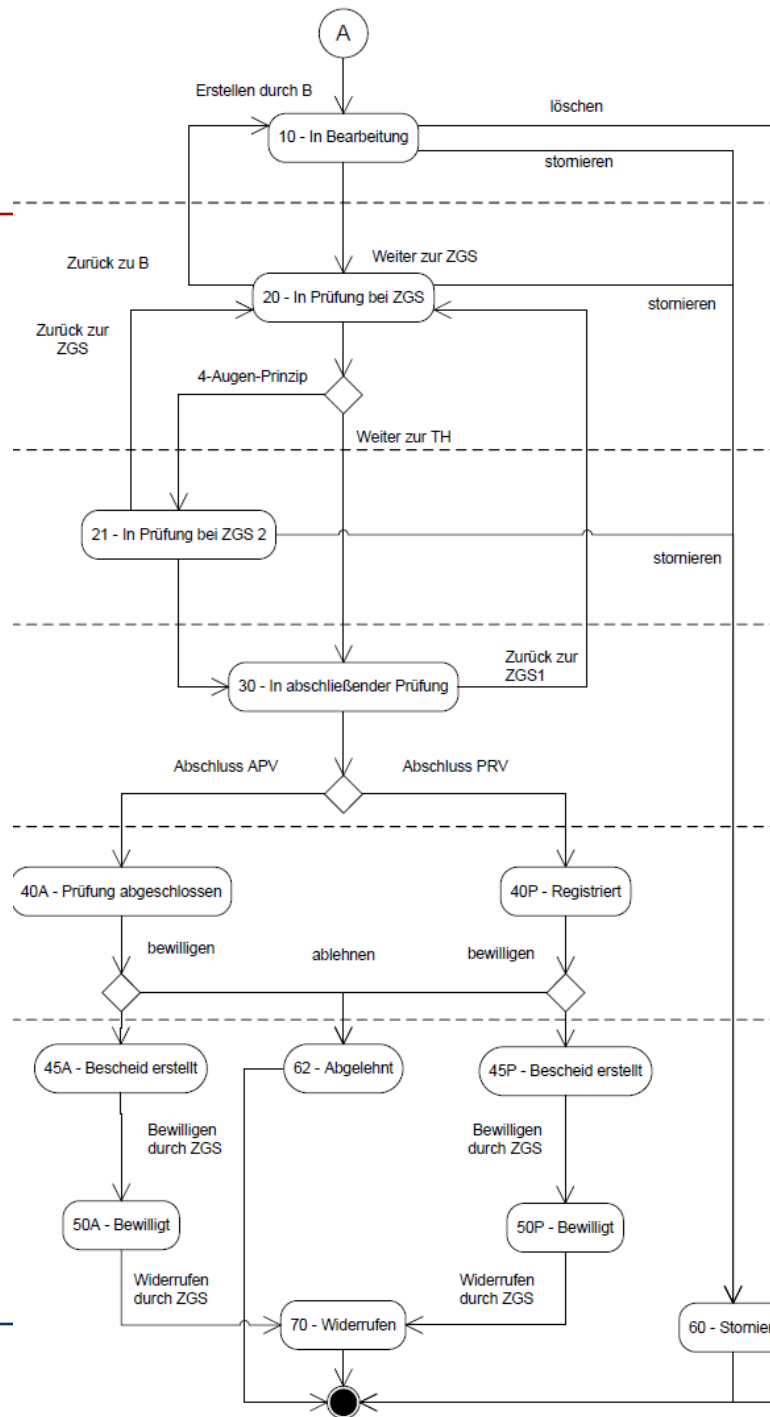 A
Erstellen durch B
löschen
10 - In Bearbeitung
stornieren
Zurück zu B
Weiter zur ZGS
20 - In Prüfung bei ZGS
stornieren
Zurück zur
ZGS
4-Augen-Prinzip
Weiter zur TH
21 - In Prüfung bei ZGS 2
stornieren
Zurück zur
ZGS1
30 - In abschließender Prüfung
Abschluss APV
Abschluss PRV
40A - Prüfung abgeschlossen
40P - Registriert
bewilligen
ablehnen
bewilligen
45A - Bescheid erstellt
62 - Abgelehnt
45P - Bescheid erstellt
Bewilligen
durch ZGS
Bewilligen
durch ZGS
50A - Bewilligt
50P - Bewilligt
Widerrufen
durch ZGS
Widerrufen
durch ZGS
70 - Widerrufen
60 - Stornier